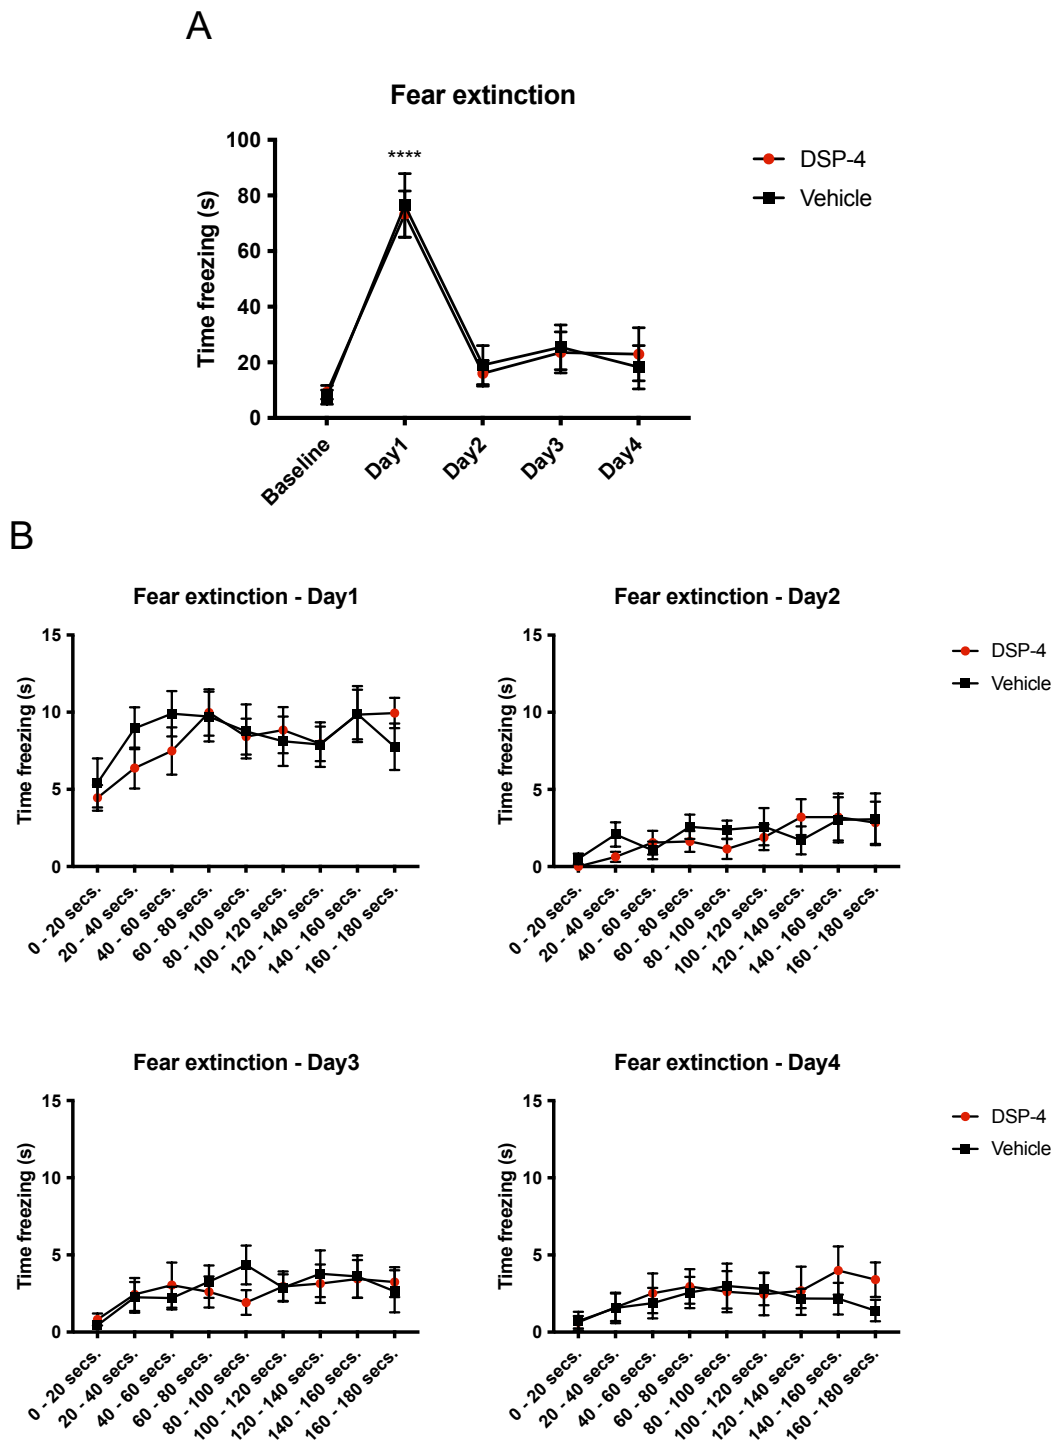 A
Fear extinction
Time freezing (s)
100
80
60
40
20
0
****
Baseline
Day1
Day2
Day3
Day4
DSP-4
Vehicle
B
Fear extinction - Day1
Time freezing (s)
15
10
5
0
0 - 20 secs.
20 - 40 secs.
40 - 60 secs.
60 - 80 secs.
80 - 100 secs.
100 - 120 secs.
120 - 140 secs.
140 - 160 secs.
160 - 180 secs.
Fear extinction - Day2
Time freezing (s)
15
10
5
0
0 - 20 secs.
20 - 40 secs.
40 - 60 secs.
60 - 80 secs.
80 - 100 secs.
100 - 120 secs.
120 - 140 secs.
140 - 160 secs.
160 - 180 secs.
DSP-4
Vehicle
Fear extinction - Day3
Time freezing (s)
15
10
5
0
0 - 20 secs.
20 - 40 secs.
40 - 60 secs.
60 - 80 secs.
80 - 100 secs.
100 - 120 secs.
120 - 140 secs.
140 - 160 secs.
160 - 180 secs.
Fear extinction - Day4
Time freezing (s)
15
10
5
0
0 - 20 secs.
20 - 40 secs.
40 - 60 secs.
60 - 80 secs.
80 - 100 secs.
100 - 120 secs.
120 - 140 secs.
140 - 160 secs.
160 - 180 secs.
DSP-4
Vehicle